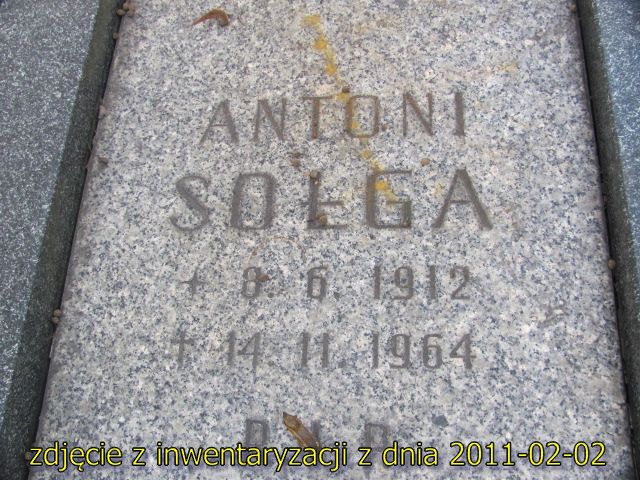 ANTONI
SOŁGA
+ 8. 6. 1912
† 14. 11. 1964
zdjęcie z inwentaryzacji z dnia 2011-02-02